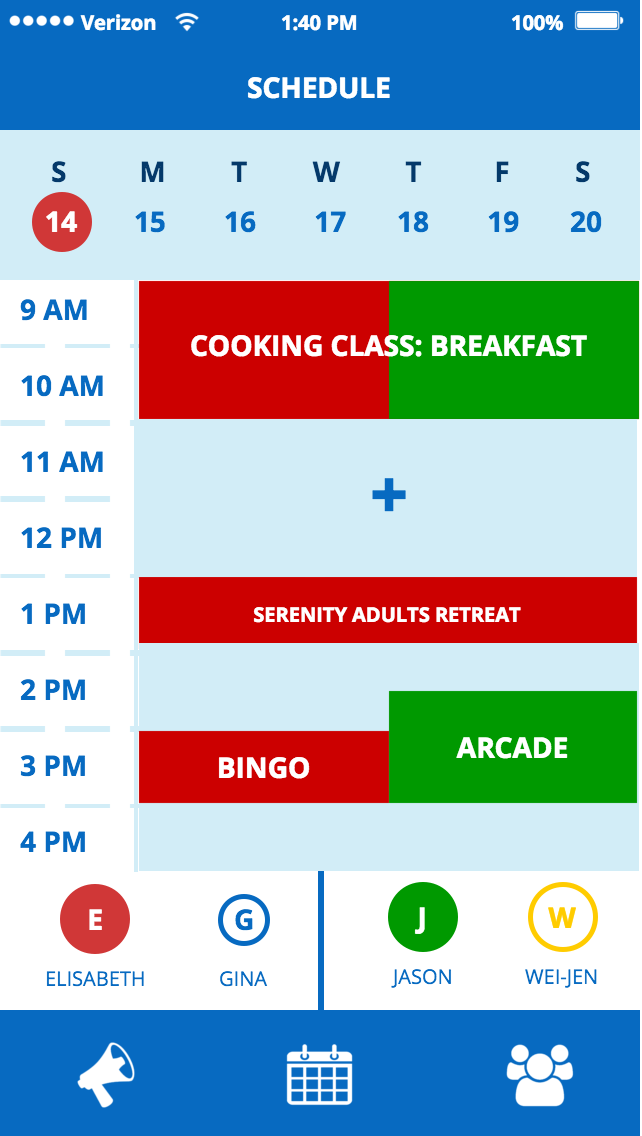 Verizon 1:40 PM 100%
SCHEDULE
S M T W T F S
14 15 16 17 18 19 20
9 AM
COOKING CLASS: BREAKFAST
10 AM
11 AM
+
12 PM
1 PM
SERENITY ADULTS RETREAT
2 PM
ARCADE
3 PM
BINGO
4 PM
E G J W
ELISABETH GINA JASON WEI-JEN